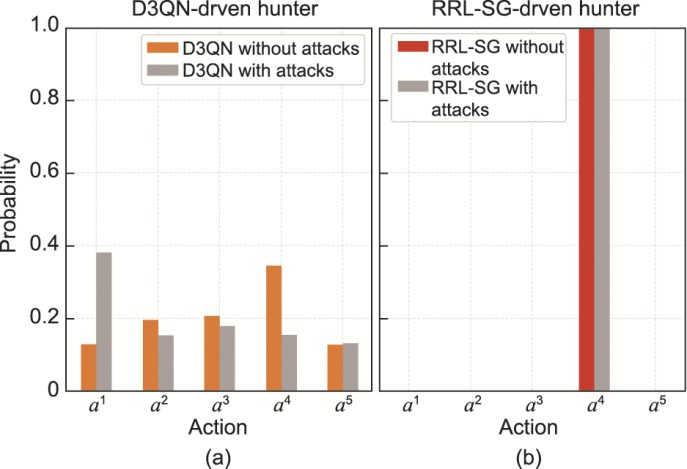 D3QN-drven hunter
RRL-SG-drven hunter
1.0
0.8
0.6
0.4
0.2
0
Probability
D3QN without attacks
D3QN with attacks
RRL-SG without
attacks
RRL-SG with
attacks
a¹ a² a³ a⁴ a⁵
a¹ a² a³ a⁴ a⁵
Action
Action
(a)
(b)